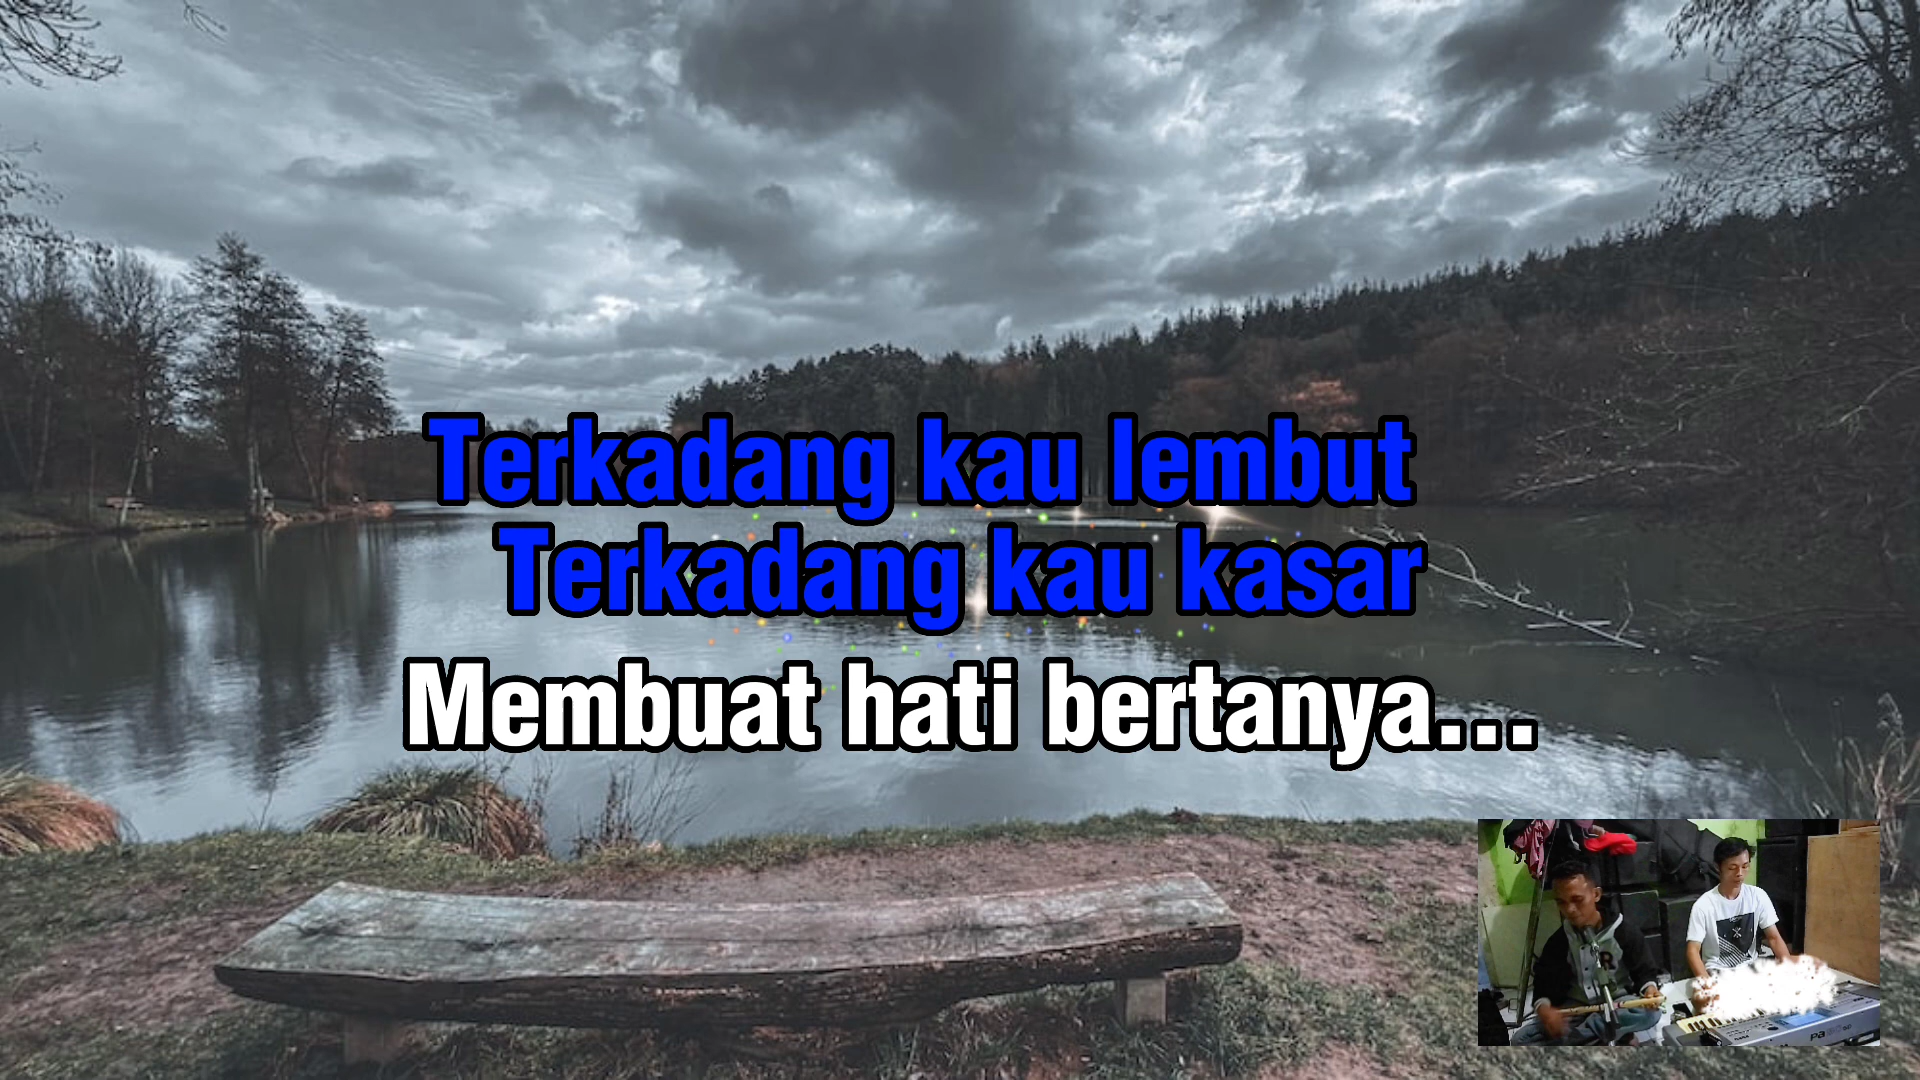 Terkadang kau lembut
Terkadang kau kasar
Membuat hati bertanya...